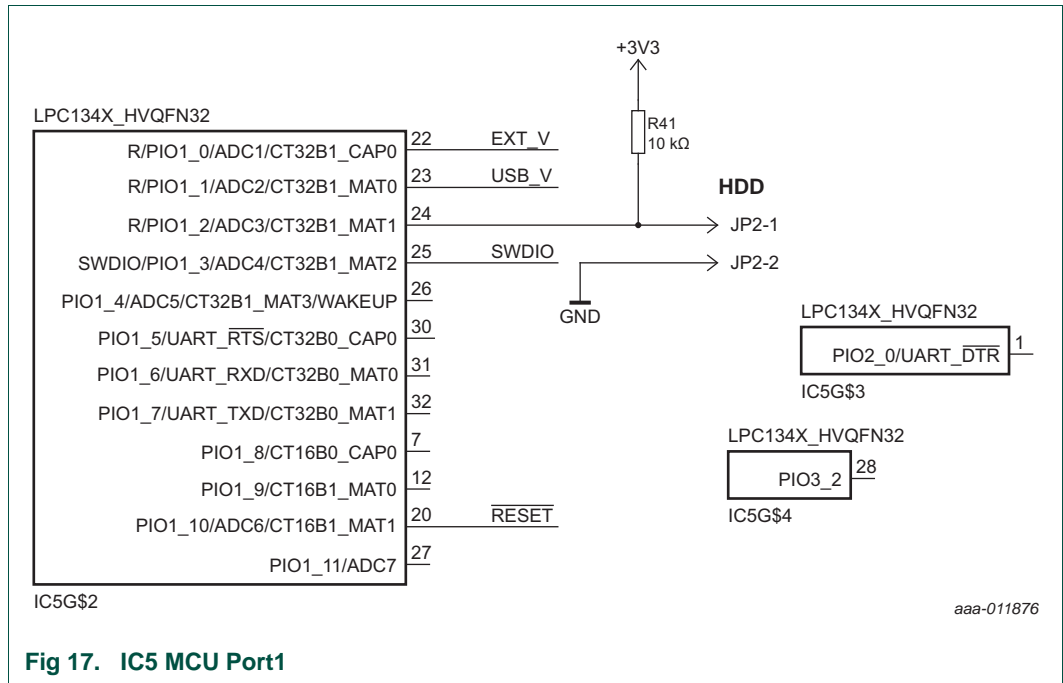 +3V3
LPC134X_HVQFN32
R41
10 kΩ
R/PIO1_0/ADC1/CT32B1_CAP0 22 EXT_V
R/PIO1_1/ADC2/CT32B1_MAT0 23 USB_V
HDD
R/PIO1_2/ADC3/CT32B1_MAT1 24 JP2-1
SWDIO/PIO1_3/ADC4/CT32B1_MAT2 25 SWDIO JP2-2
PIO1_4/ADC5/CT32B1_MAT3/WAKEUP 26
GND
PIO1_5/UART_RTS/CT32B0_CAP0 30
PIO1_6/UART_RXD/CT32B0_MAT0 31
PIO1_7/UART_TXD/CT32B0_MAT1 32
PIO1_8/CT16B0_CAP0 7
PIO1_9/CT16B1_MAT0 12
PIO1_10/ADC6/CT16B1_MAT1 20 RESET
PIO1_11/ADC7 27
IC5G$2
LPC134X_HVQFN32
PIO2_0/UART_DTR 1
IC5G$3
LPC134X_HVQFN32
PIO3_2 28
IC5G$4
aaa-011876
Fig 17. IC5 MCU Port1